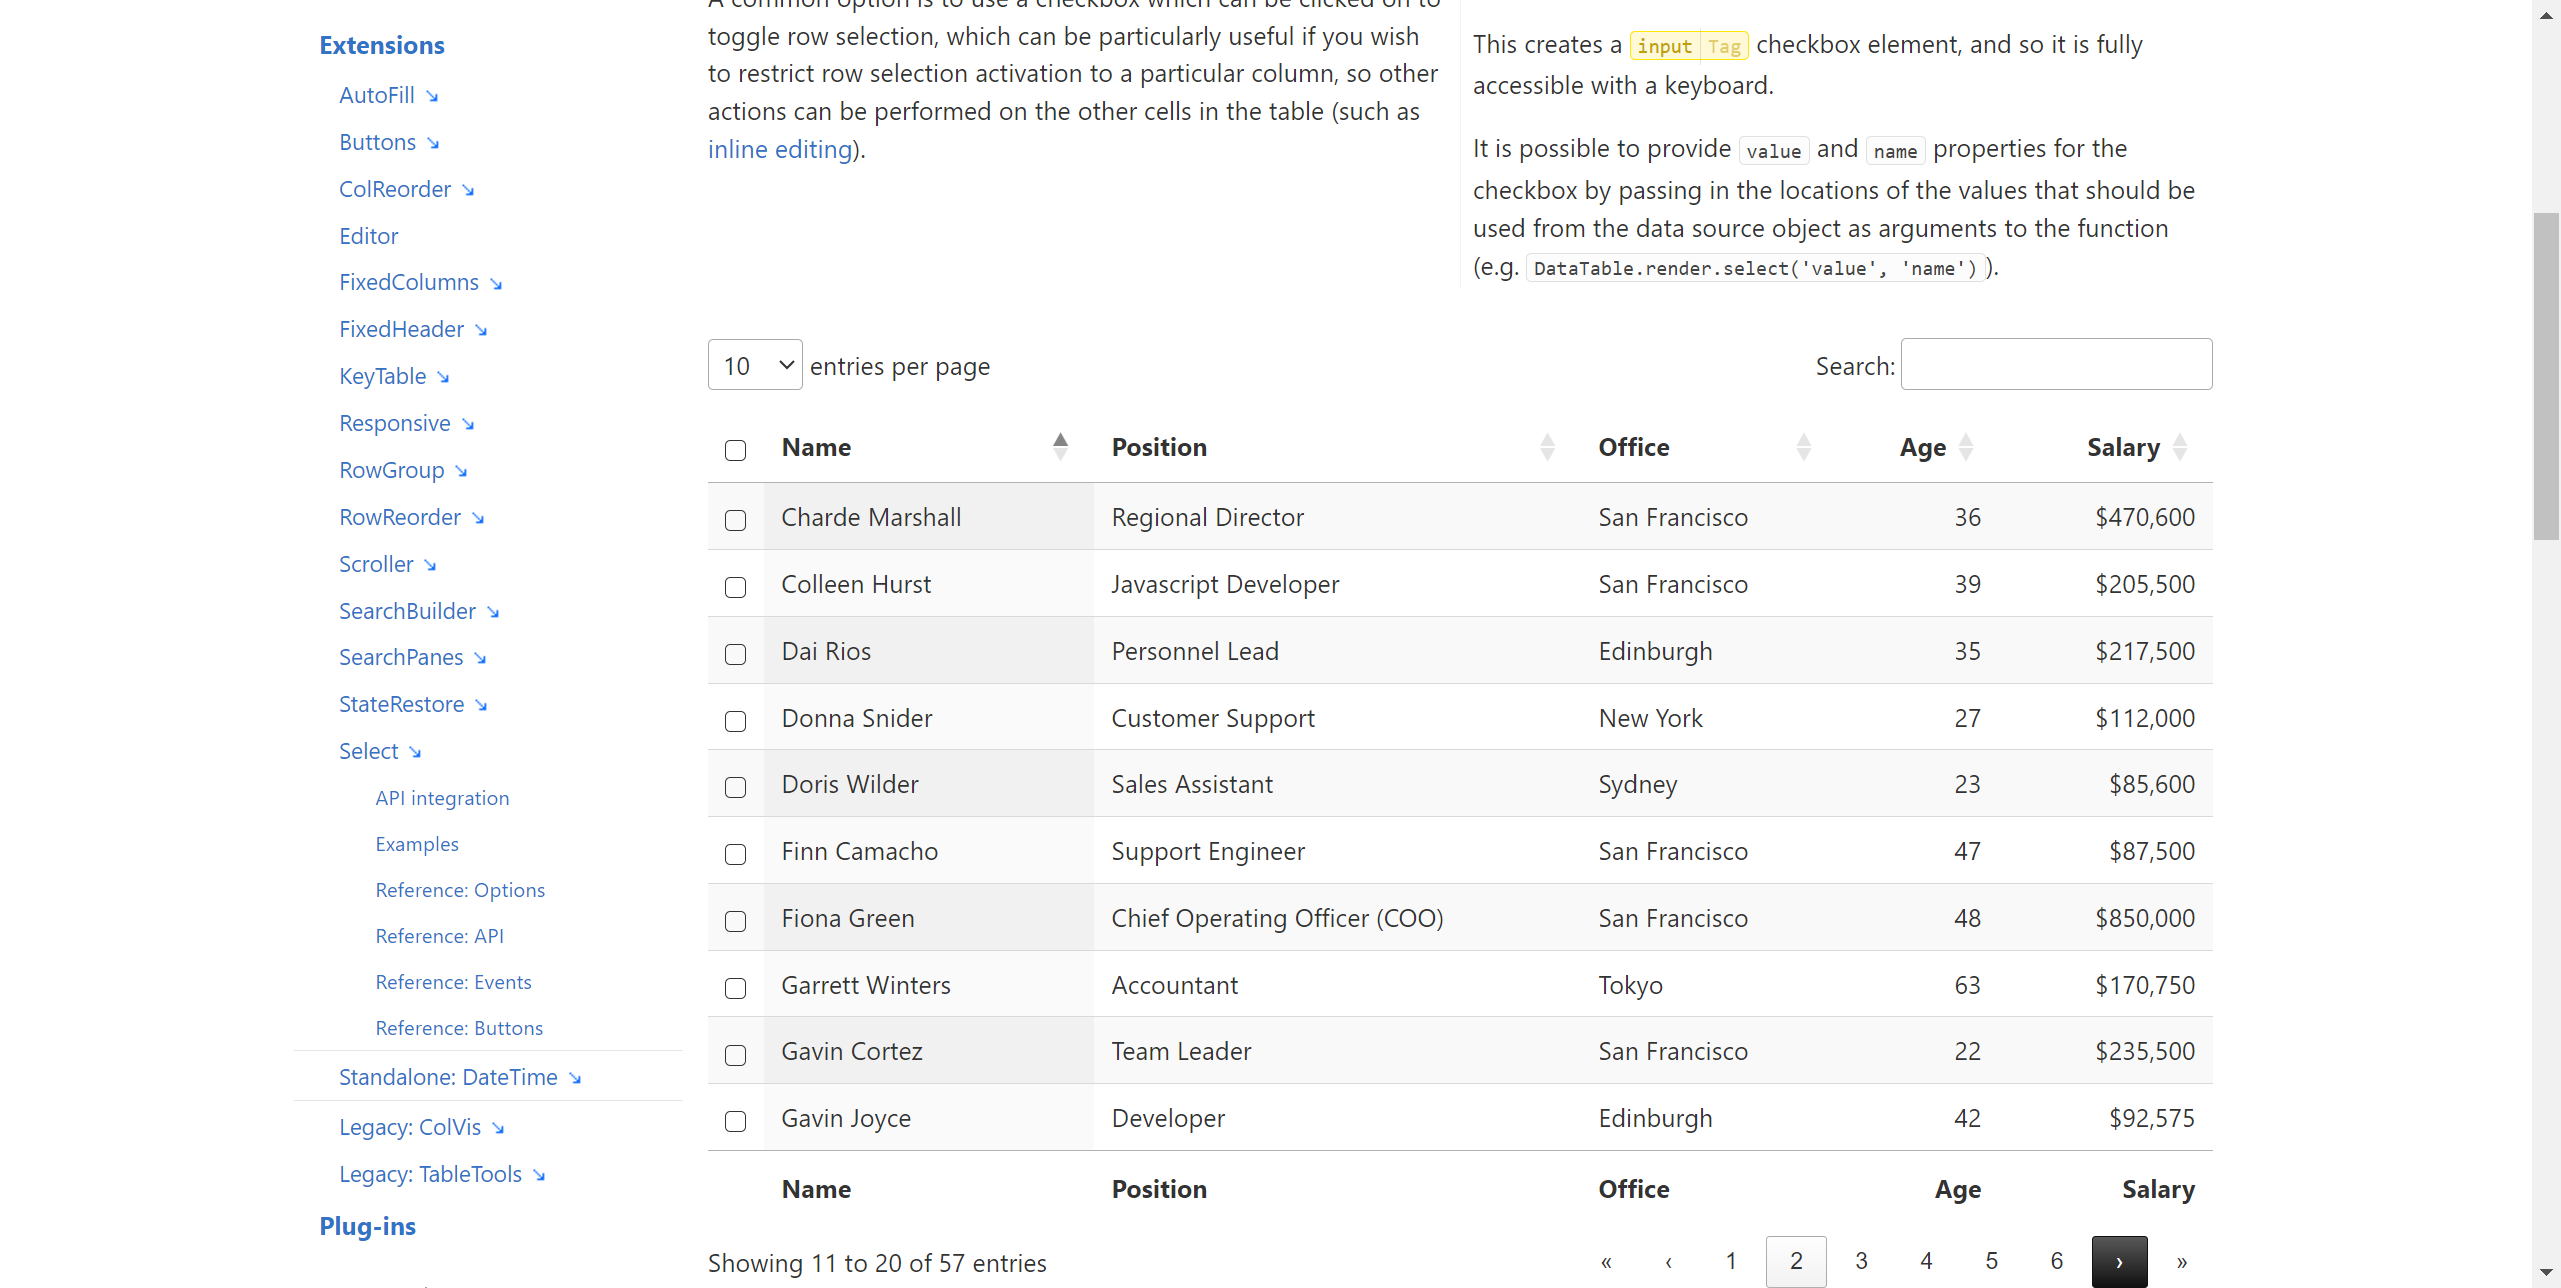 Extensions
AutoFill
Buttons
ColReorder
Editor
FixedColumns
FixedHeader
KeyTable
Responsive
RowGroup
RowReorder
Scroller
SearchBuilder
SearchPanes
StateRestore
Select
API integration
Examples
Reference: Options
Reference: API
Reference: Events
Reference: Buttons
Standalone: DateTime
Legacy: ColVis
Legacy: TableTools
Plug-ins
A common option is to use a checkbox which can be clicked on to
toggle row selection, which can be particularly useful if you wish
to restrict row selection activation to a particular column, so other
actions can be performed on the other cells in the table (such as
inline editing).
This creates a input Tag checkbox element, and so it is fully
accessible with a keyboard.
It is possible to provide value and name properties for the
checkbox by passing in the locations of the values that should be
used from the data source object as arguments to the function
(e.g. DataTable.render.select('value', 'name')).
10 entries per page Search:
Name Position Office Age Salary
Charde Marshall Regional Director San Francisco 36 $470,600
Colleen Hurst Javascript Developer San Francisco 39 $205,500
Dai Rios Personnel Lead Edinburgh 35 $217,500
Donna Snider Customer Support New York 27 $112,000
Doris Wilder Sales Assistant Sydney 23 $85,600
Finn Camacho Support Engineer San Francisco 47 $87,500
Fiona Green Chief Operating Officer (COO) San Francisco 48 $850,000
Garrett Winters Accountant Tokyo 63 $170,750
Gavin Cortez Team Leader San Francisco 22 $235,500
Gavin Joyce Developer Edinburgh 42 $92,575
Name Position Office Age Salary
Showing 11 to 20 of 57 entries « ‹ 1 2 3 4 5 6 › »